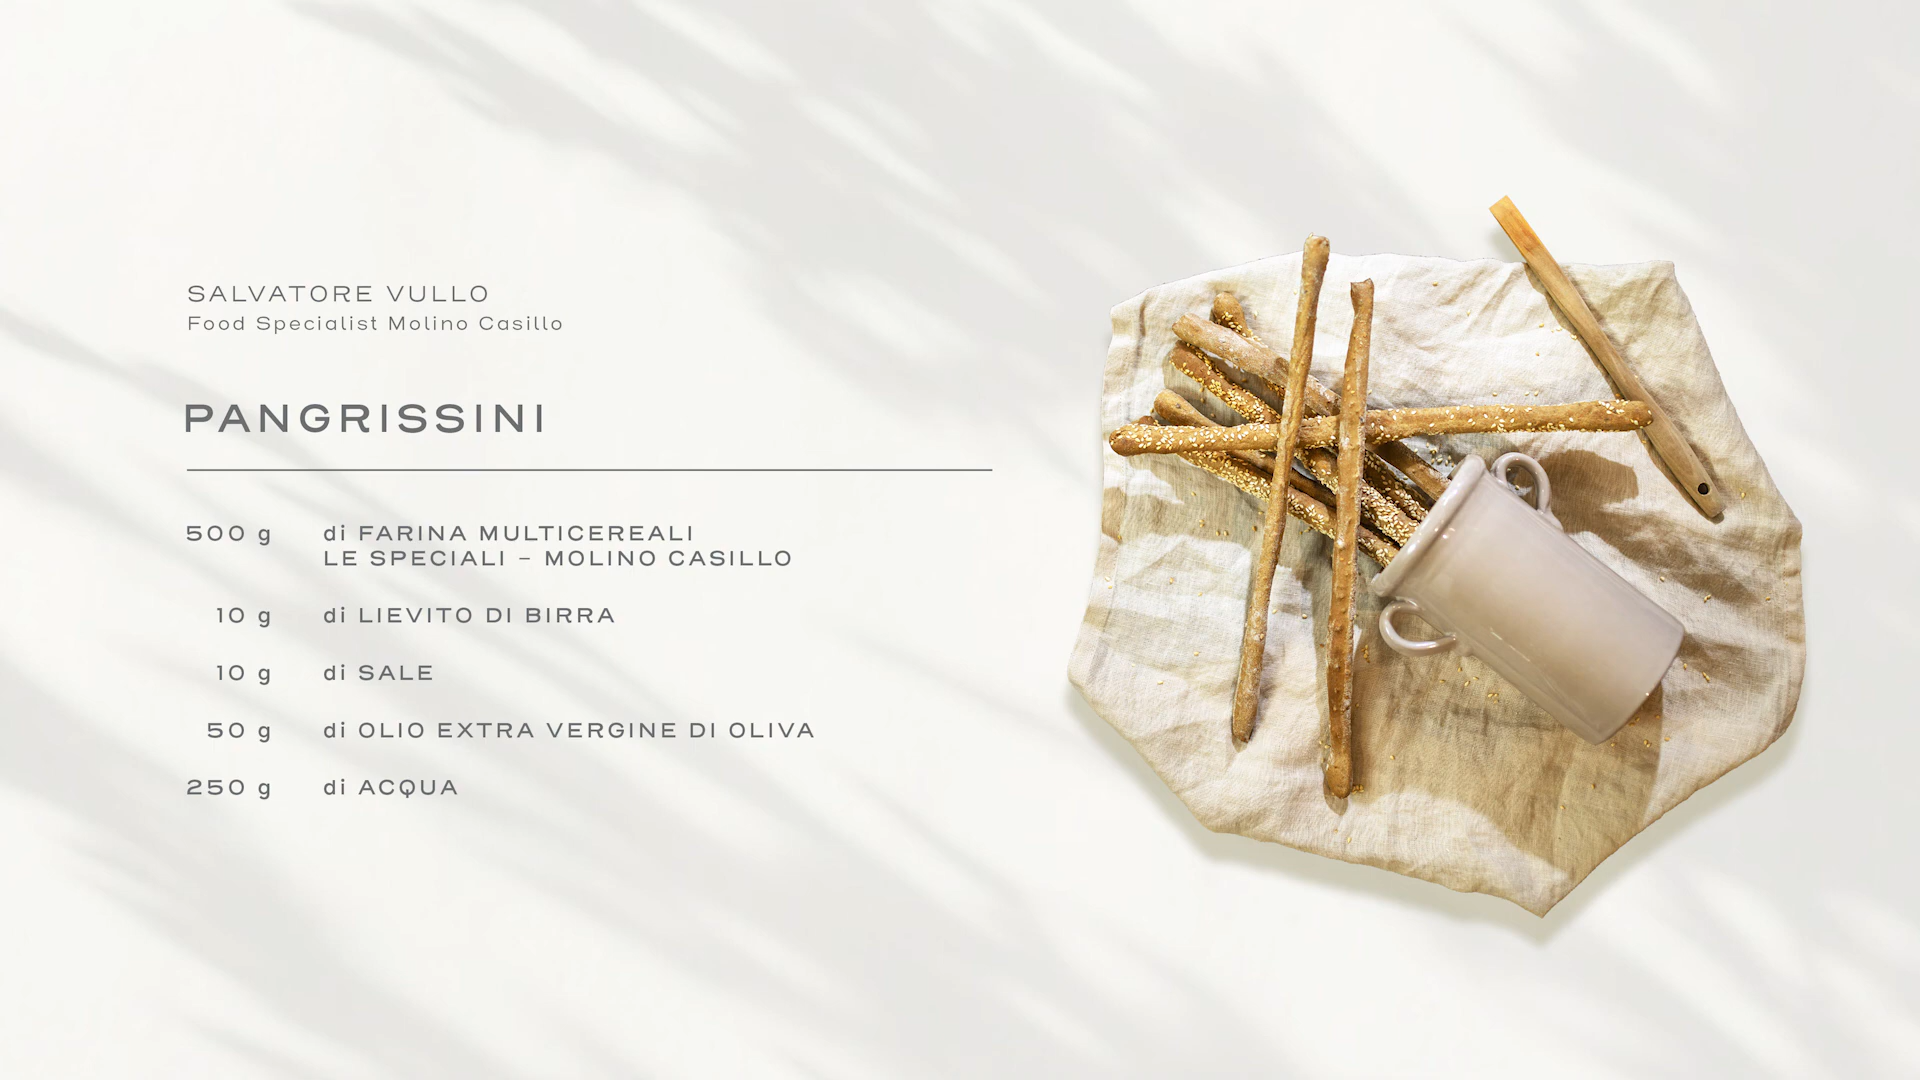 SALVATORE VULLO
Food Specialist Molino Casillo
PANGRISSINI
500 g di FARINA MULTICEREALI
LE SPECIALI – MOLINO CASILLO
10 g di LIEVITO DI BIRRA
10 g di SALE
50 g di OLIO EXTRA VERGINE DI OLIVA
250 g di ACQUA